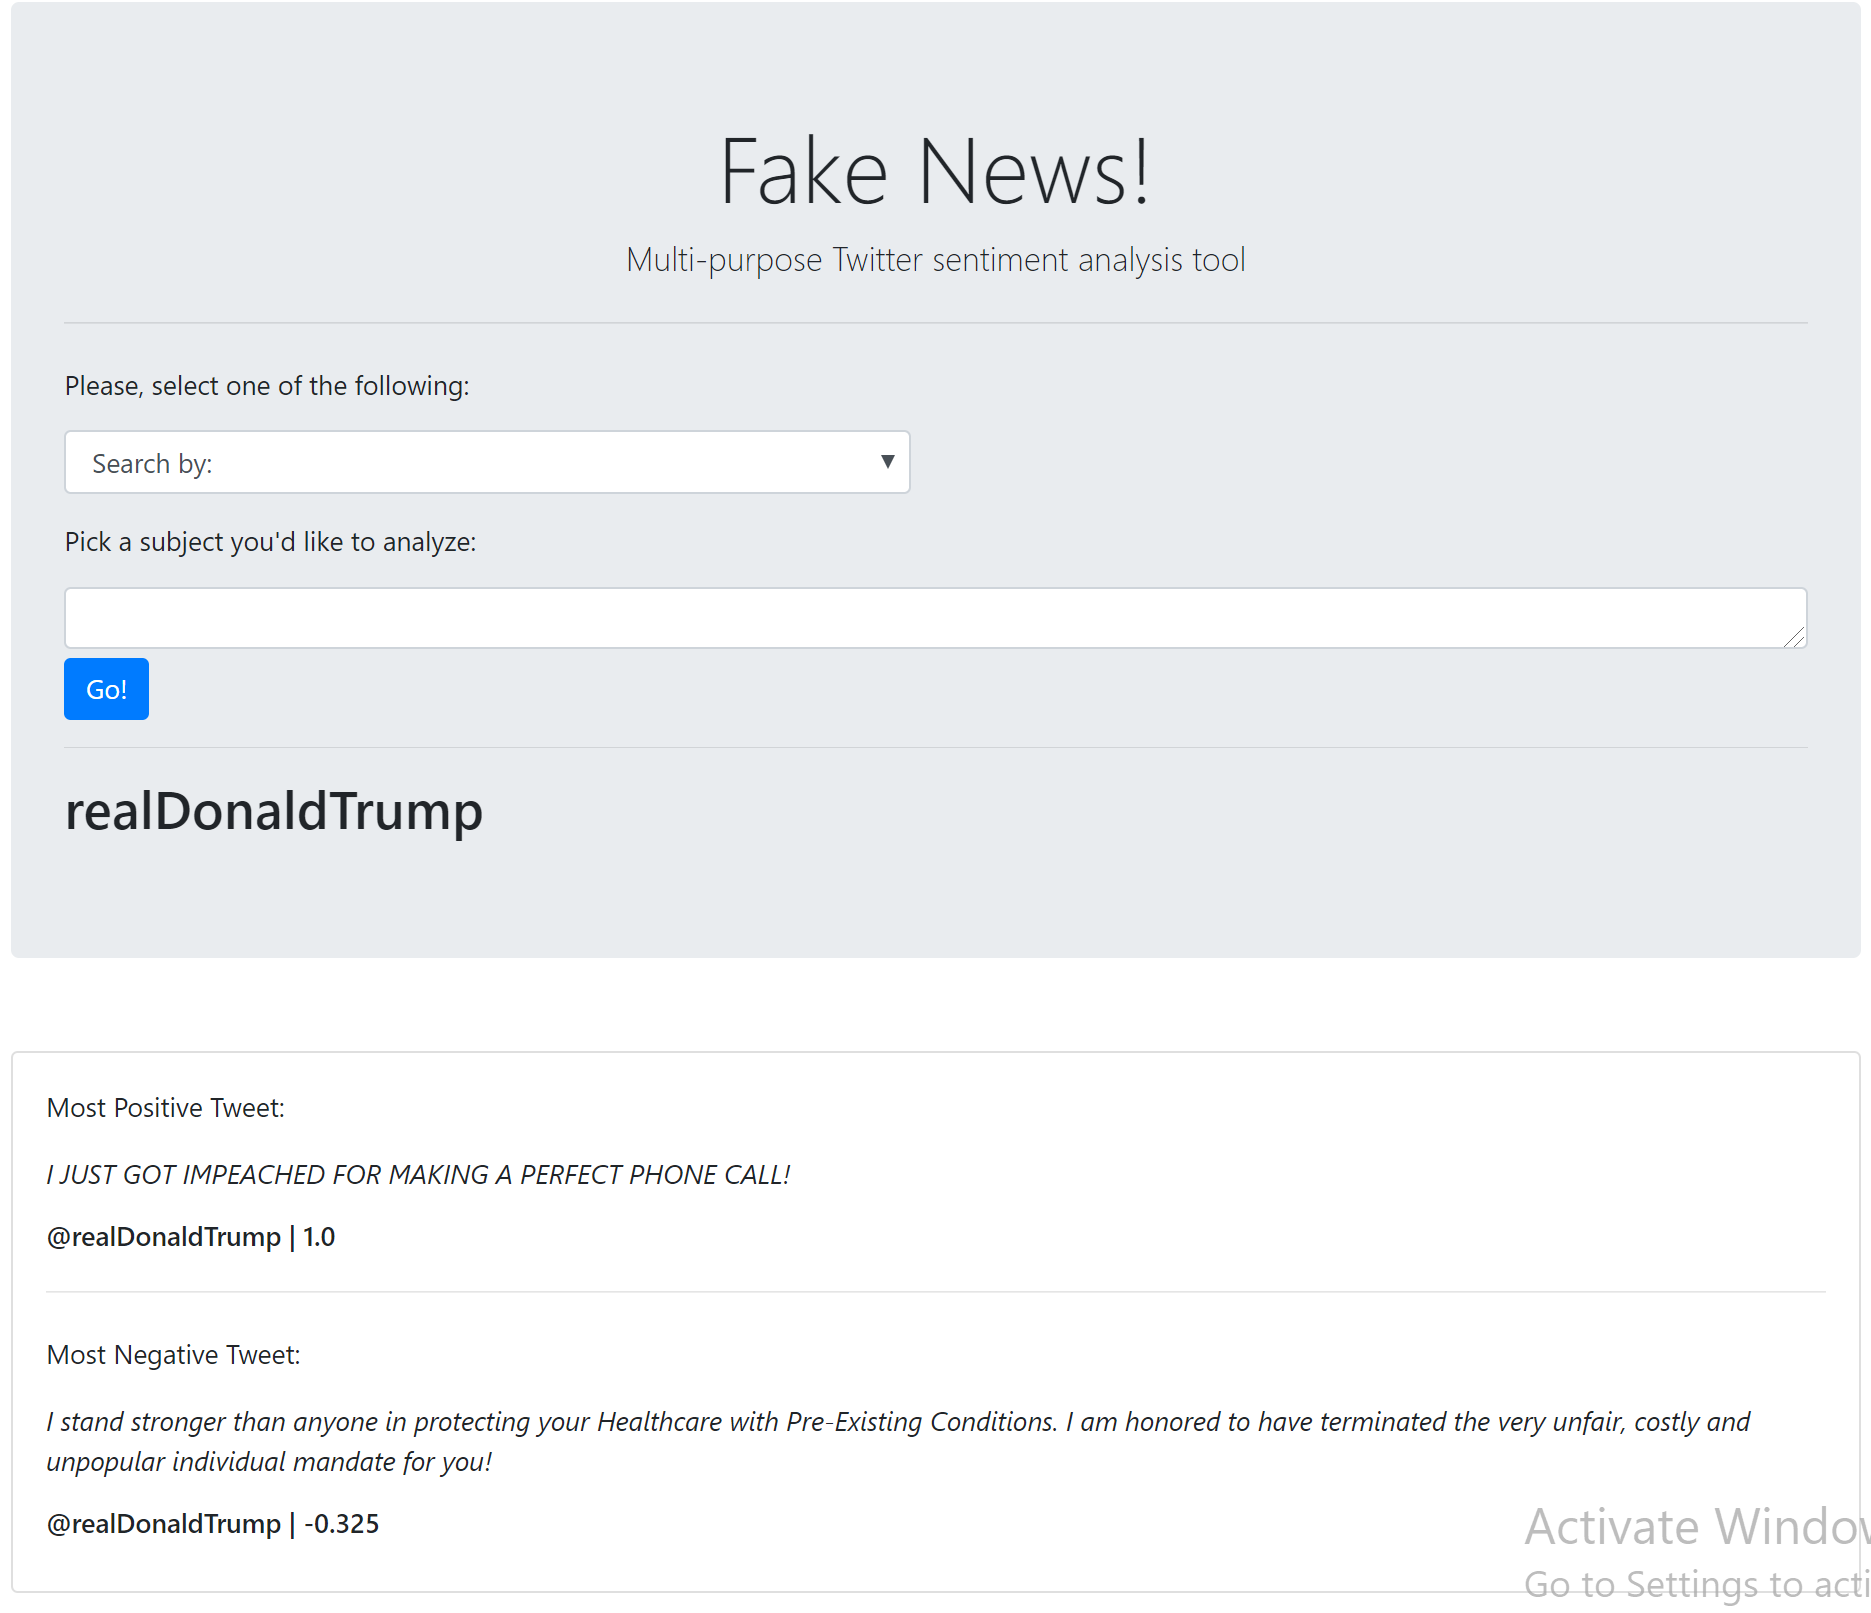 Fake News!
Multi-purpose Twitter sentiment analysis tool
Please, select one of the following:
Search by:
Pick a subject you'd like to analyze:
Go!
realDonaldTrump
Most Positive Tweet:
I JUST GOT IMPEACHED FOR MAKING A PERFECT PHONE CALL!
@realDonaldTrump | 1.0
Most Negative Tweet:
I stand stronger than anyone in protecting your Healthcare with Pre-Existing Conditions. I am honored to have terminated the very unfair, costly and
unpopular individual mandate for you!
@realDonaldTrump | -0.325
Activate
Go to Settings to